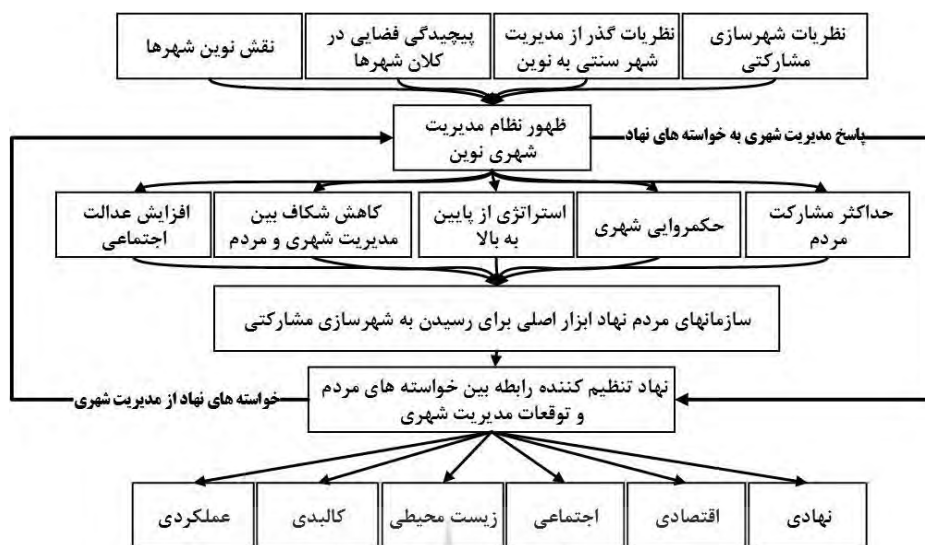 نظریات شهرسازی
مشارکتی
نظریات گذر از مدیریت
شهر سنتی به نوین
پیچیدگی فضایی در
کلان شهرها
نقش نوین شهرها
ظهور نظام مدیریت
شهری نوین
پاسخ مدیریت شهری به خواسته های نهاد
حداکثر مشارکت
مردم
حکمروایی شهری
استراتژی از پایین
به بالا
کاهش شکاف بین
مدیریت شهری و مردم
افزایش عدالت
اجتماعی
سازمانهای مردم نهاد ابزار اصلی برای رسیدن به شهرسازی مشارکتی
نهاد تنظیم کننده رابطه بین خواسته های مردم
و توقعات مدیریت شهری
خواسته های نهاد از مدیریت شهری
نهادی
اقتصادی
اجتماعی
زیست محیطی
کالبدی
عملکردی